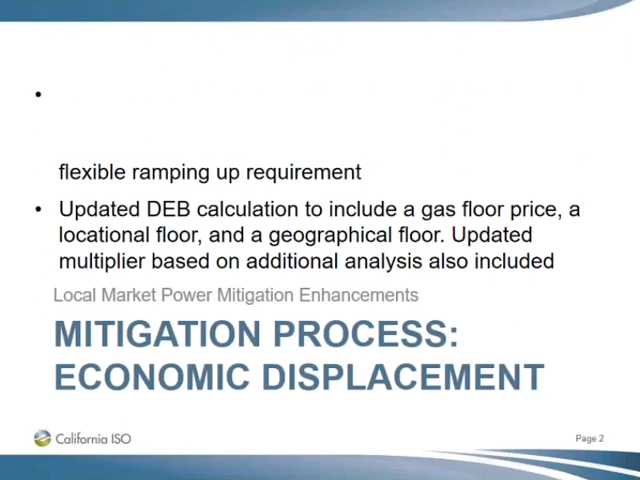 •
flexible ramping up requirement
• Updated DEB calculation to include a gas floor price, a
locational floor, and a geographical floor. Updated
multiplier based on additional analysis also included
Local Market Power Mitigation Enhancements
MITIGATION PROCESS:
ECONOMIC DISPLACEMENT
California ISO
Page 2